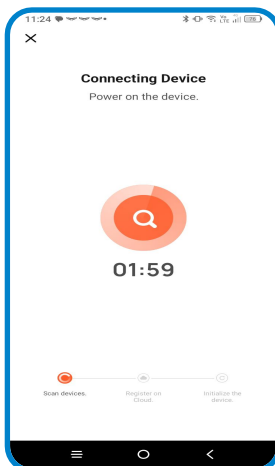 11:24
Connecting Device
Power on the device.
01:59
Scan devices.
Register on
Cloud.
Initialize the
device.